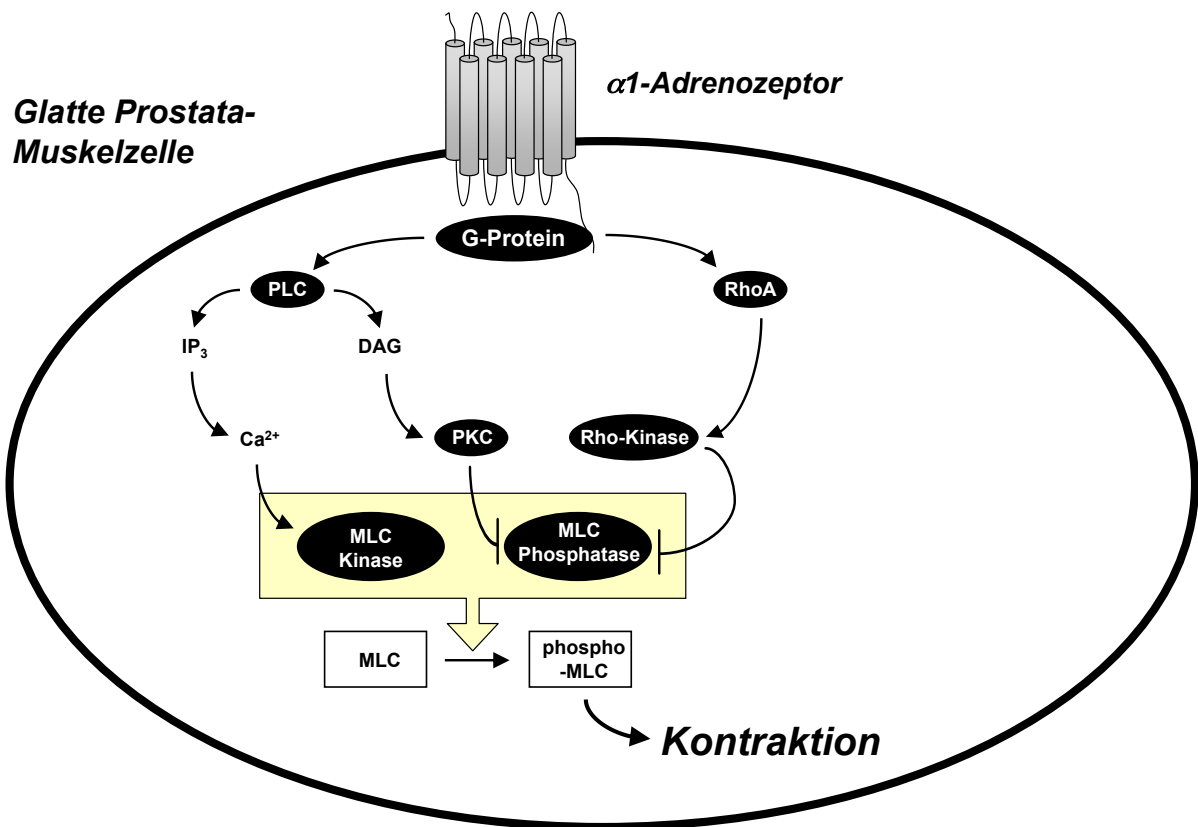 α1-Adrenozeptor
Glatte Prostata-
Muskelzelle
G-Protein
PLC
RhoA
IP₃
DAG
Ca²⁺
PKC
Rho-Kinase
MLC
Kinase
MLC
Phosphatase
MLC
phospho
-MLC
Kontraktion